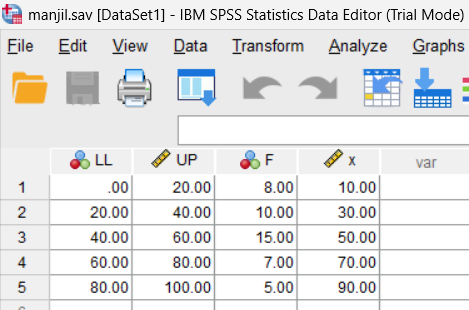 manjil.sav [DataSet1] - IBM SPSS Statistics Data Editor (Trial Mode)
File Edit View Data Transform Analyze Graphs
LL UP F x var
1 .00 20.00 8.00 10.00
2 20.00 40.00 10.00 30.00
3 40.00 60.00 15.00 50.00
4 60.00 80.00 7.00 70.00
5 80.00 100.00 5.00 90.00